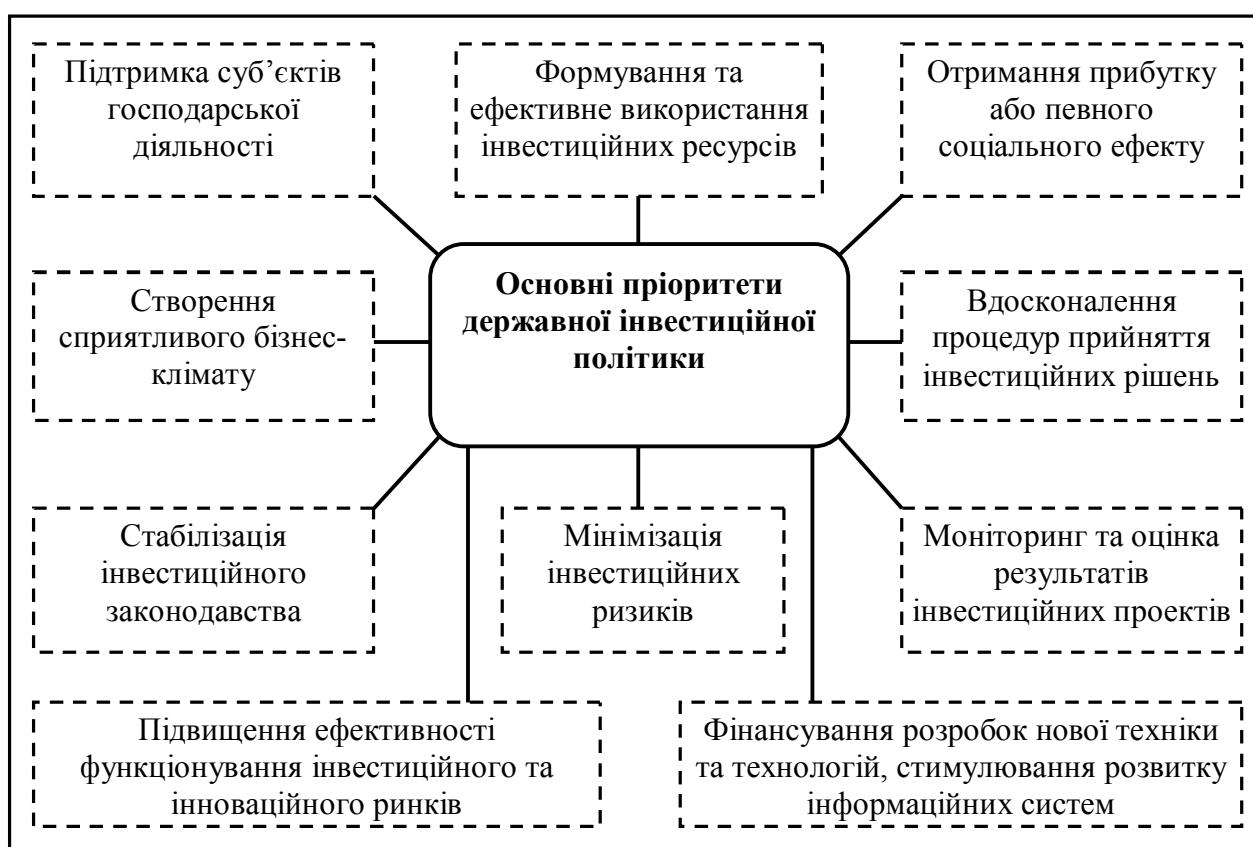 Підтримка суб’єктів
господарської
діяльності
Формування та
ефективне використання
інвестиційних ресурсів
Отримання прибутку
або певного
соціального ефекту
Створення
сприятливого бізнес-
клімату
Основні пріоритети
державної інвестиційної
політики
Вдосконалення
процедур прийняття
інвестиційних рішень
Стабілізація
інвестиційного
законодавства
Мінімізація
інвестиційних
ризиків
Моніторинг та оцінка
результатів
інвестиційних проектів
Підвищення ефективності
функціонування інвестиційного та
інноваційного ринків
Фінансування розробок нової техніки
та технологій, стимулювання розвитку
інформаційних систем